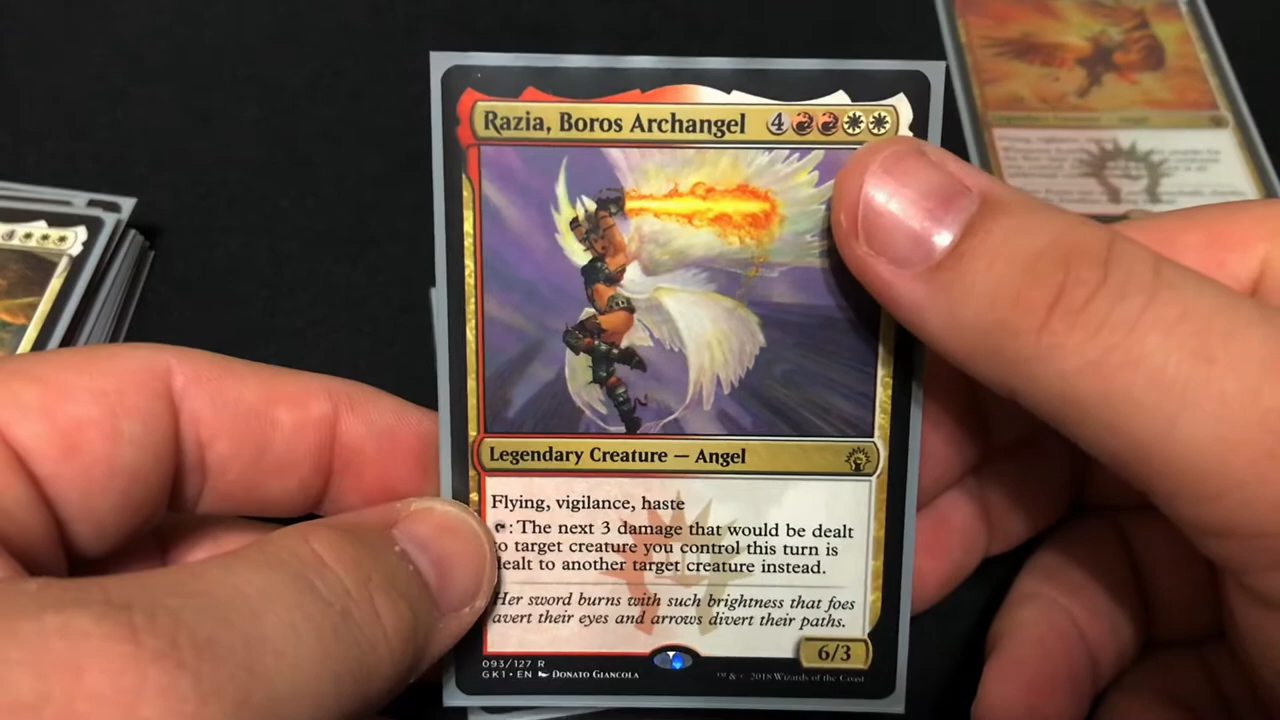 Razia, Boros Archangel 4
Legendary Creature — Angel
Flying, vigilance, haste
: The next 3 damage that would be dealt
to target creature you control this turn is
dealt to another target creature instead.
Her sword burns with such brightness that foes
avert their eyes and arrows divert their paths.
6/3
093/127 R
GK1 • EN Donato Giancola
™ & © 2018 Wizards of the Coast